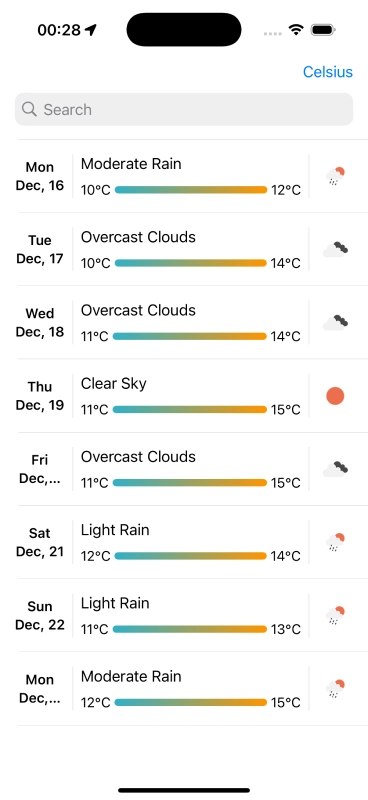 00:28
Celsius
Search
Mon
Dec, 16
Moderate Rain
10°C 12°C
Tue
Dec, 17
Overcast Clouds
10°C 14°C
Wed
Dec, 18
Overcast Clouds
11°C 14°C
Thu
Dec, 19
Clear Sky
11°C 15°C
Fri
Dec,...
Overcast Clouds
11°C 15°C
Sat
Dec, 21
Light Rain
12°C 14°C
Sun
Dec, 22
Light Rain
11°C 13°C
Mon
Dec,...
Moderate Rain
12°C 15°C